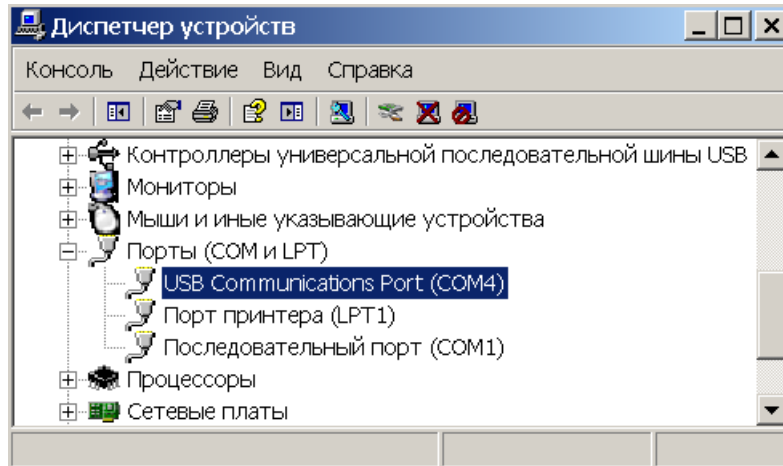 Диспетчер устройств
Консоль Действие Вид Справка
Контроллеры универсальной последовательной шины USB
Мониторы
Мыши и иные указывающие устройства
Порты (COM и LPT)
USB Communications Port (COM4)
Порт принтера (LPT1)
Последовательный порт (COM1)
Процессоры
Сетевые платы